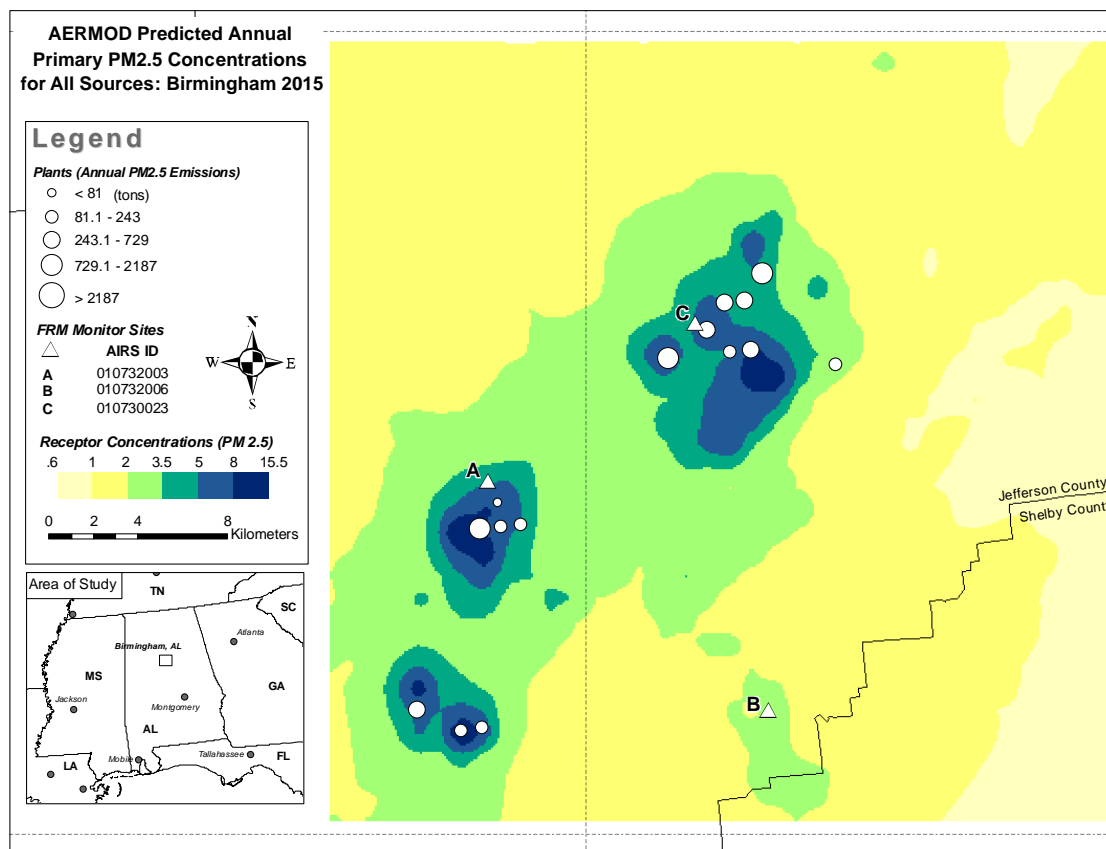 AERMOD Predicted Annual
Primary PM2.5 Concentrations
for All Sources: Birmingham 2015
Legend
Plants (Annual PM2.5 Emissions)
< 81 (tons)
81.1 - 243
243.1 - 729
729.1 - 2187
> 2187
FRM Monitor Sites
AIRS ID
A 010732003
B 010732006
C 010730023
N
W E
S
Receptor Concentrations (PM 2.5)
.6 1 2 3.5 5 8 15.5
0 2 4 8
Kilometers
C
A
B
Jefferson County
Shelby Count
Area of Study
TN
SC
Atlanta
Birmingham, AL
MS
GA
Jackson
Montgomery
AL
Mobile
Tallahassee
FL
LA